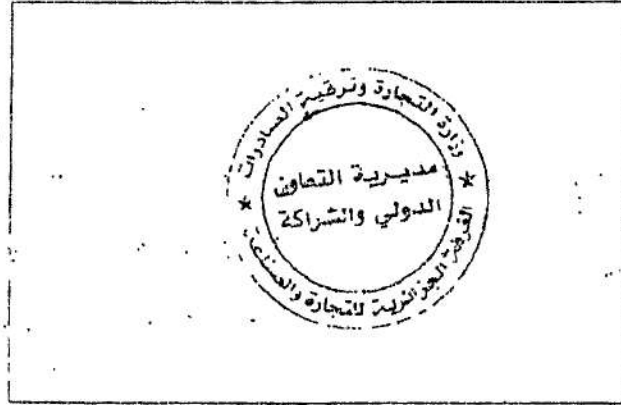 وزارة التجارة وترقية الصادرات
مديرية التعاون
الدولي والشراكة
الغرفة الجزائرية للتجارة والصناعة